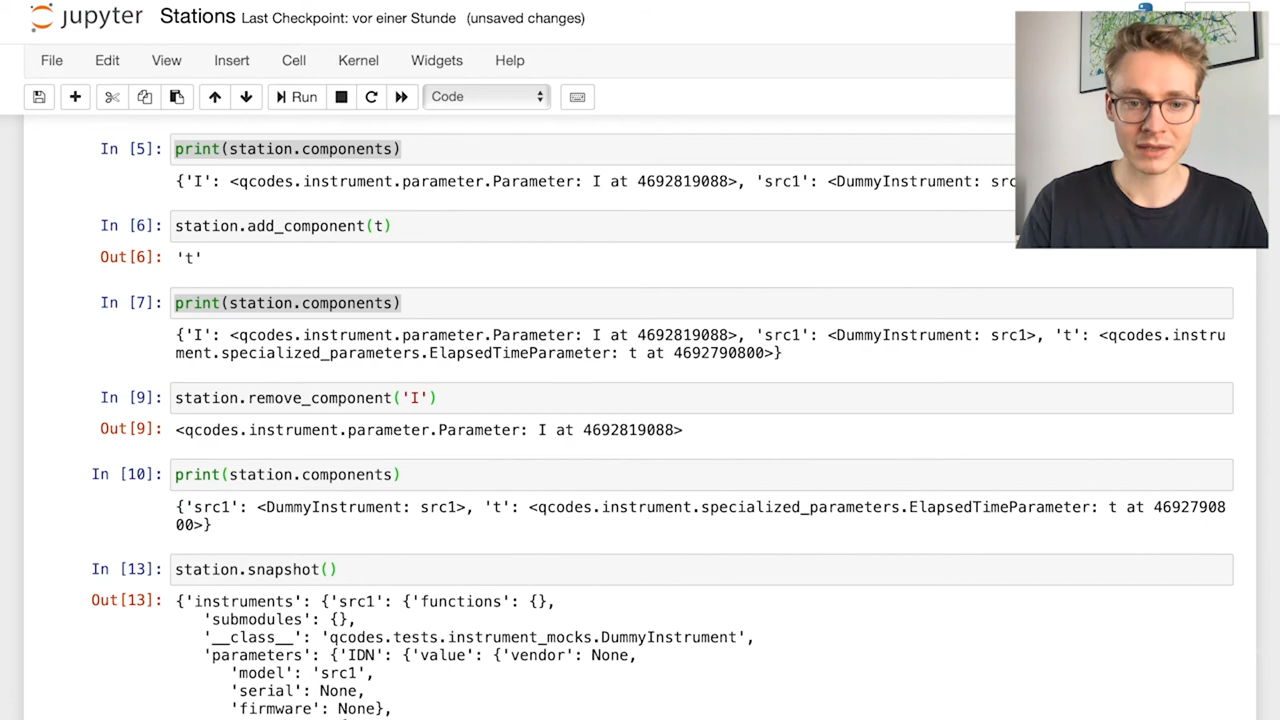 jupyter Stations Last Checkpoint: vor einer Stunde (unsaved changes)
File Edit View Insert Cell Kernel Widgets Help
Run Code
In [5]: print(station.components)
{'I': <qcodes.instrument.parameter.Parameter: I at 4692819088>, 'src1': <DummyInstrument: src
In [6]: station.add_component(t)
Out[6]: 't'
In [7]: print(station.components)
{'I': <qcodes.instrument.parameter.Parameter: I at 4692819088>, 'src1': <DummyInstrument: src1>, 't': <qcodes.instru
ment.specialized_parameters.ElapsedTimeParameter: t at 4692790800>}
In [9]: station.remove_component('I')
Out[9]: <qcodes.instrument.parameter.Parameter: I at 4692819088>
In [10]: print(station.components)
{'src1': <DummyInstrument: src1>, 't': <qcodes.instrument.specialized_parameters.ElapsedTimeParameter: t at 46927908
00>}
In [13]: station.snapshot()
Out[13]: {'instruments': {'src1': {'functions': {},
'submodules': {},
'__class__': 'qcodes.tests.instrument_mocks.DummyInstrument',
'parameters': {'IDN': {'value': {'vendor': None,
'model': 'src1',
'serial': None,
'firmware': None},